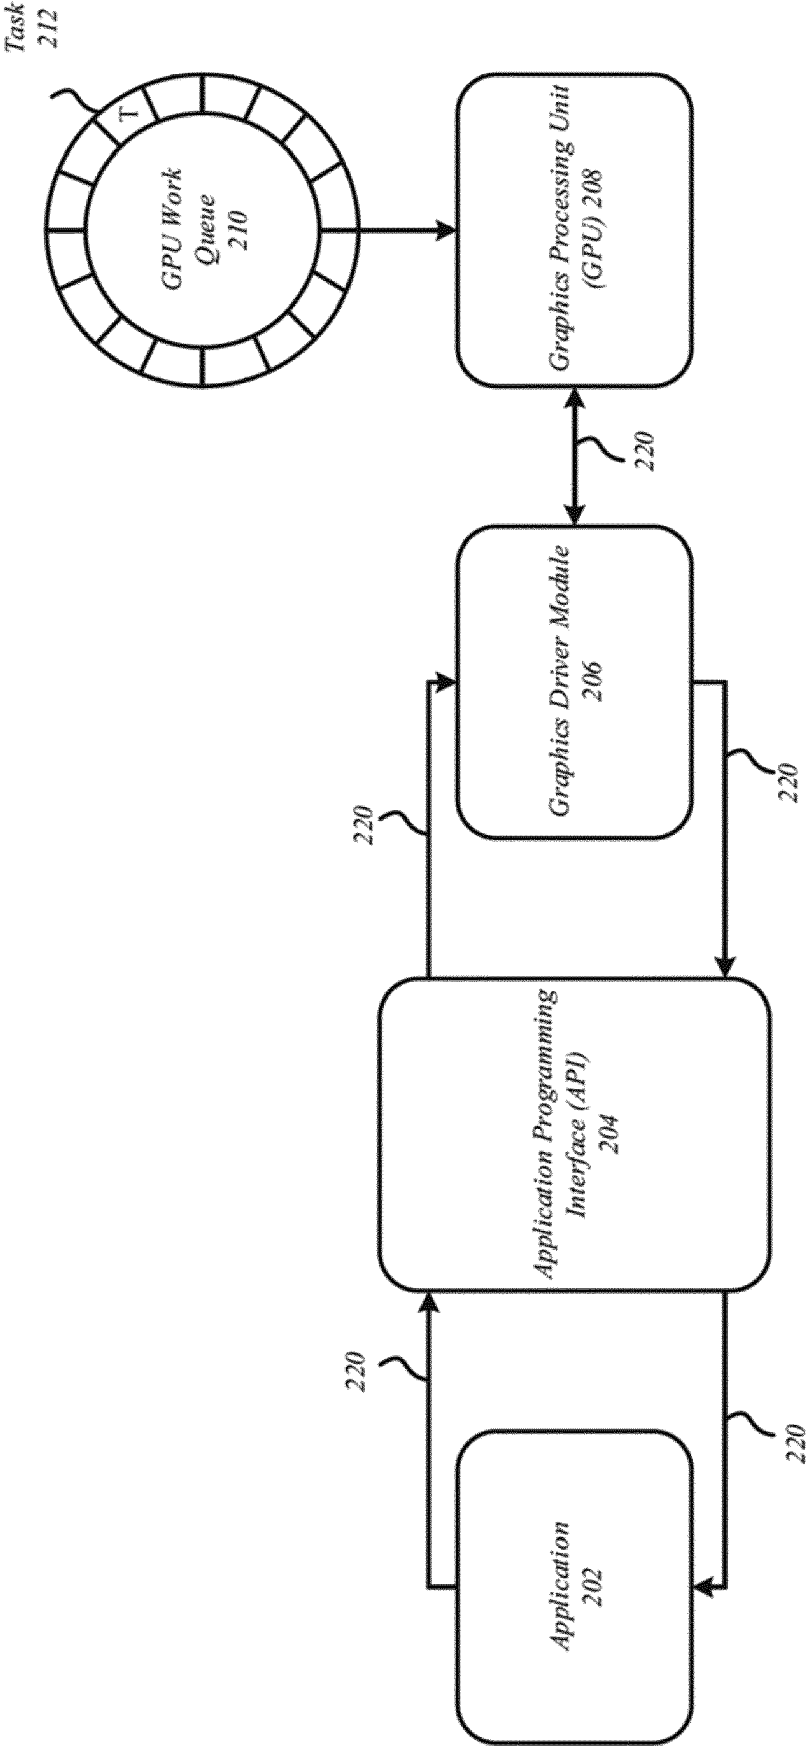 Task
212
T
GPU Work
Queue
210
Graphics Processing Unit
(GPU) 208
220
Graphics Driver Module
206
220
220
Application Programming
Interface (API)
204
220
220
Application
202